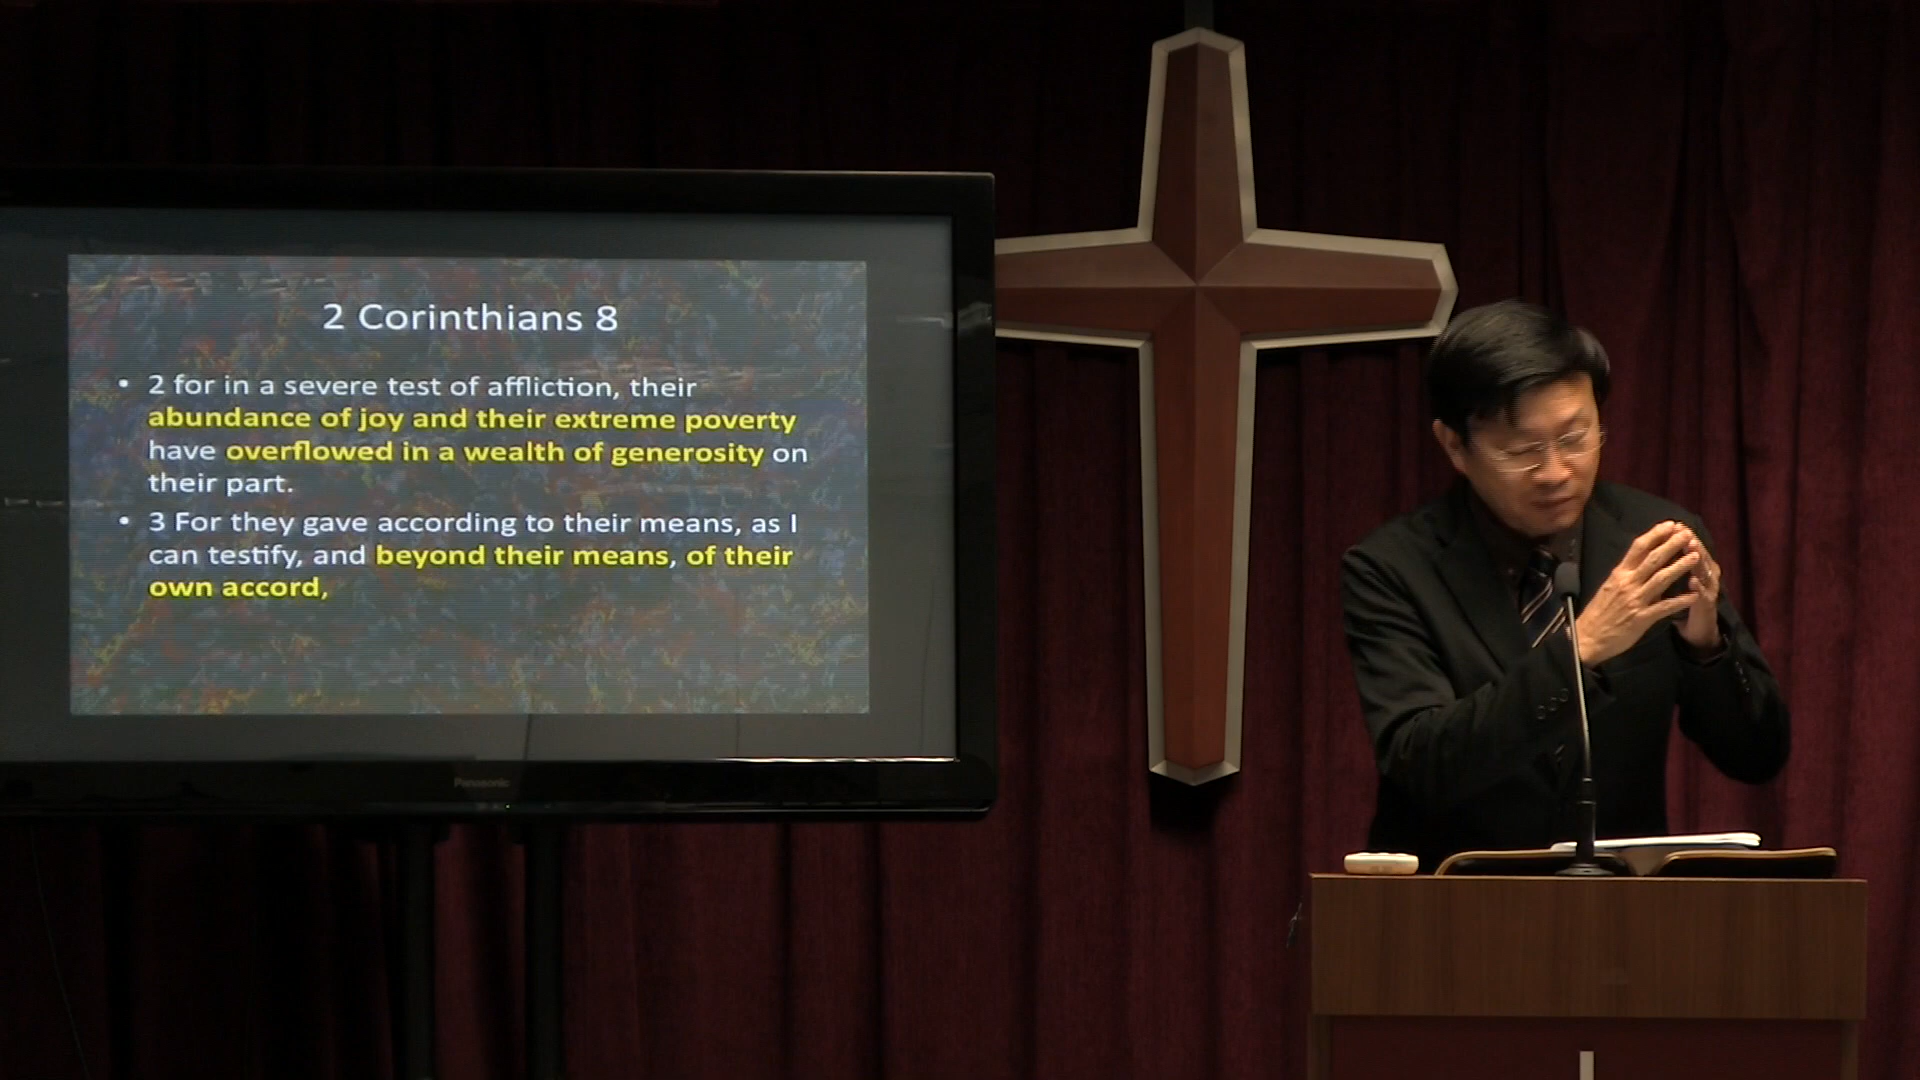 2 Corinthians 8
• 2 for in a severe test of affliction, their
abundance of joy and their extreme poverty
have overflowed in a wealth of generosity on
their part.
• 3 For they gave according to their means, as I
can testify, and beyond their means, of their
own accord,
Panasonic